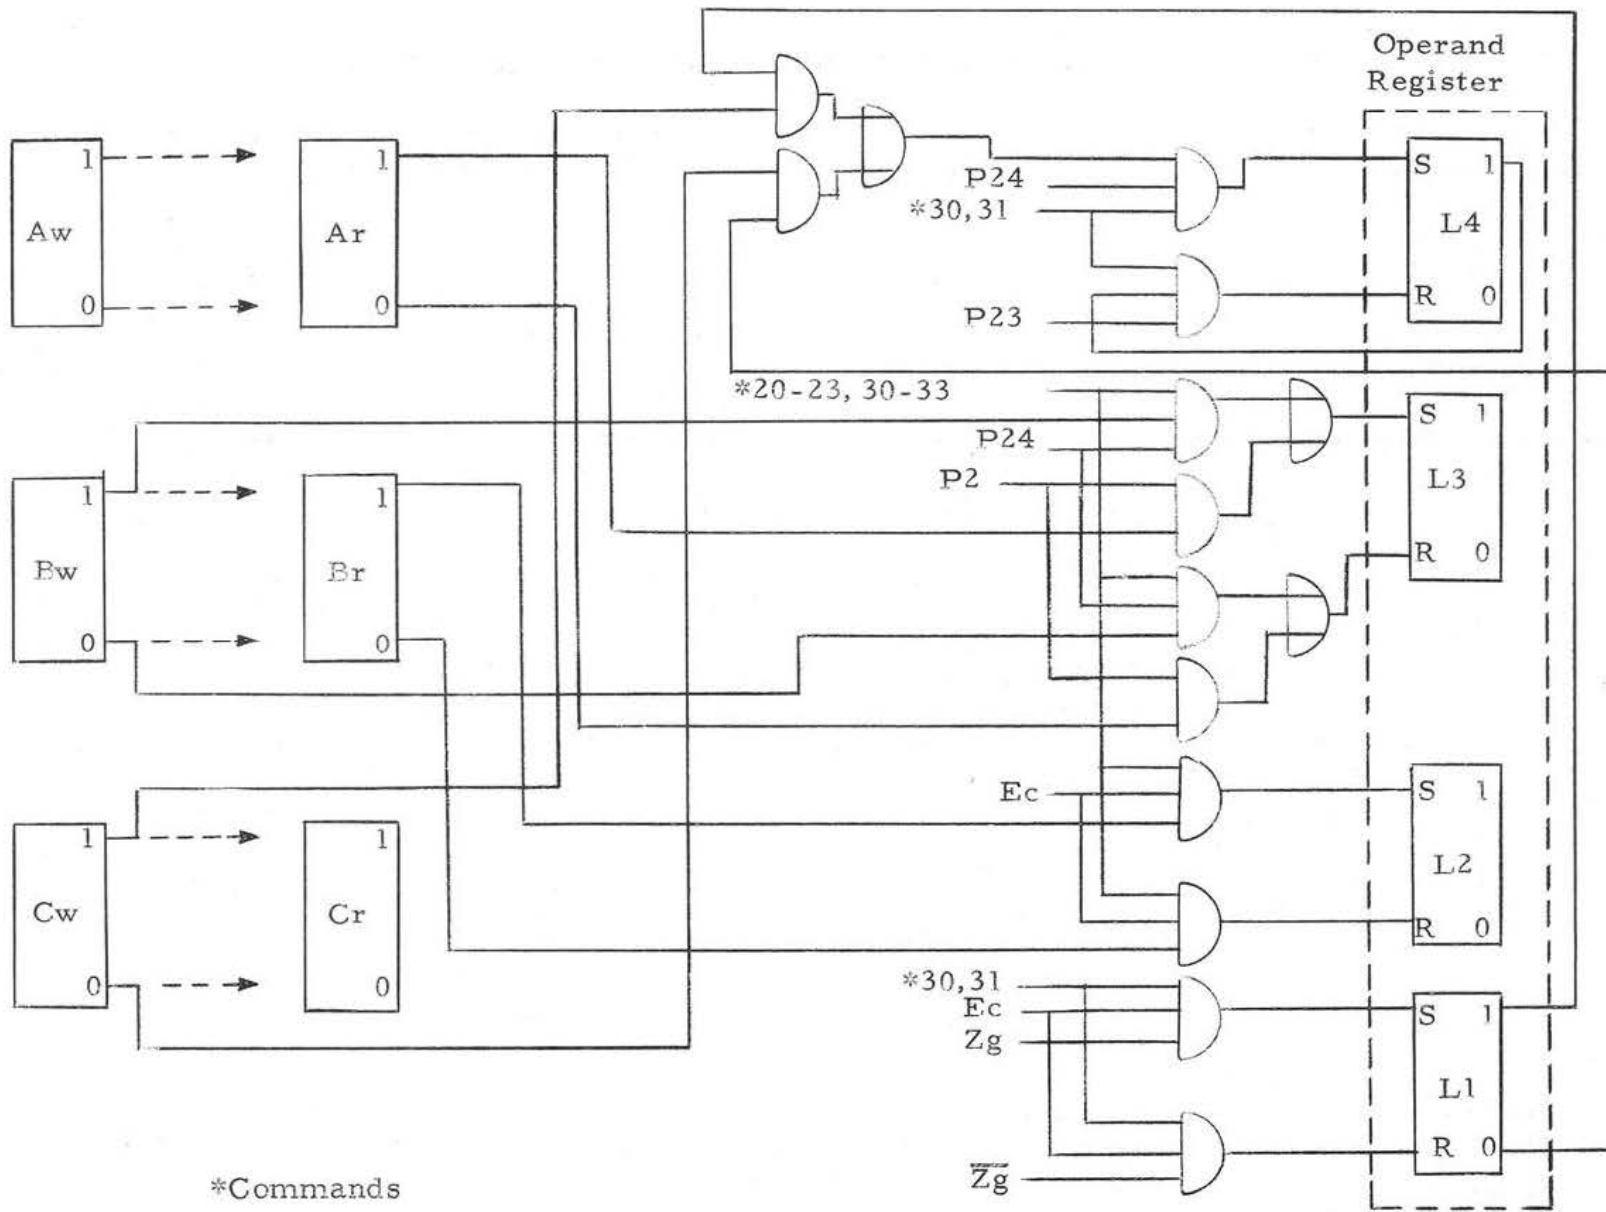 Operand
Register
Aw 1 0
Ar 1 0
P24
*30,31
P23
S 1
L4
R 0
*20-23, 30-33
P24
P2
S 1
L3
R 0
Bw 1 0
Br 1 0
Ec
S 1
L2
R 0
Cw 1 0
Cr 1 0
*30,31
Ec
Zg
S 1
L1
R 0
Z̅g̅
*Commands